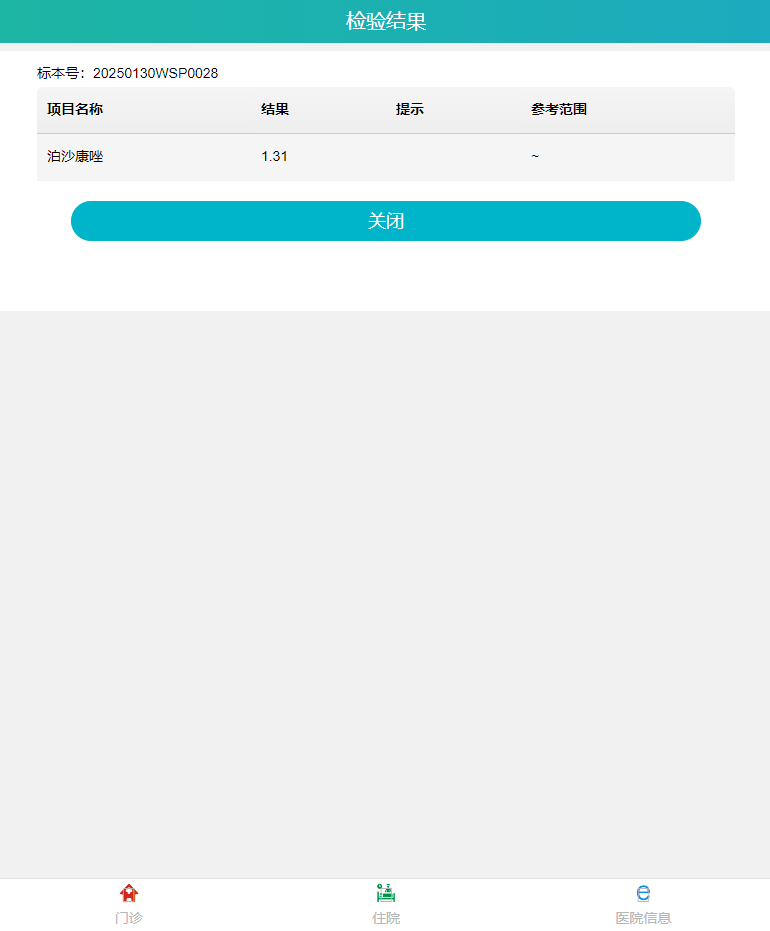 检验结果
标本号：20250130WSP0028
项目名称 结果 提示 参考范围
泊沙康唑 1.31 ~
关闭
门诊 住院 医院信息